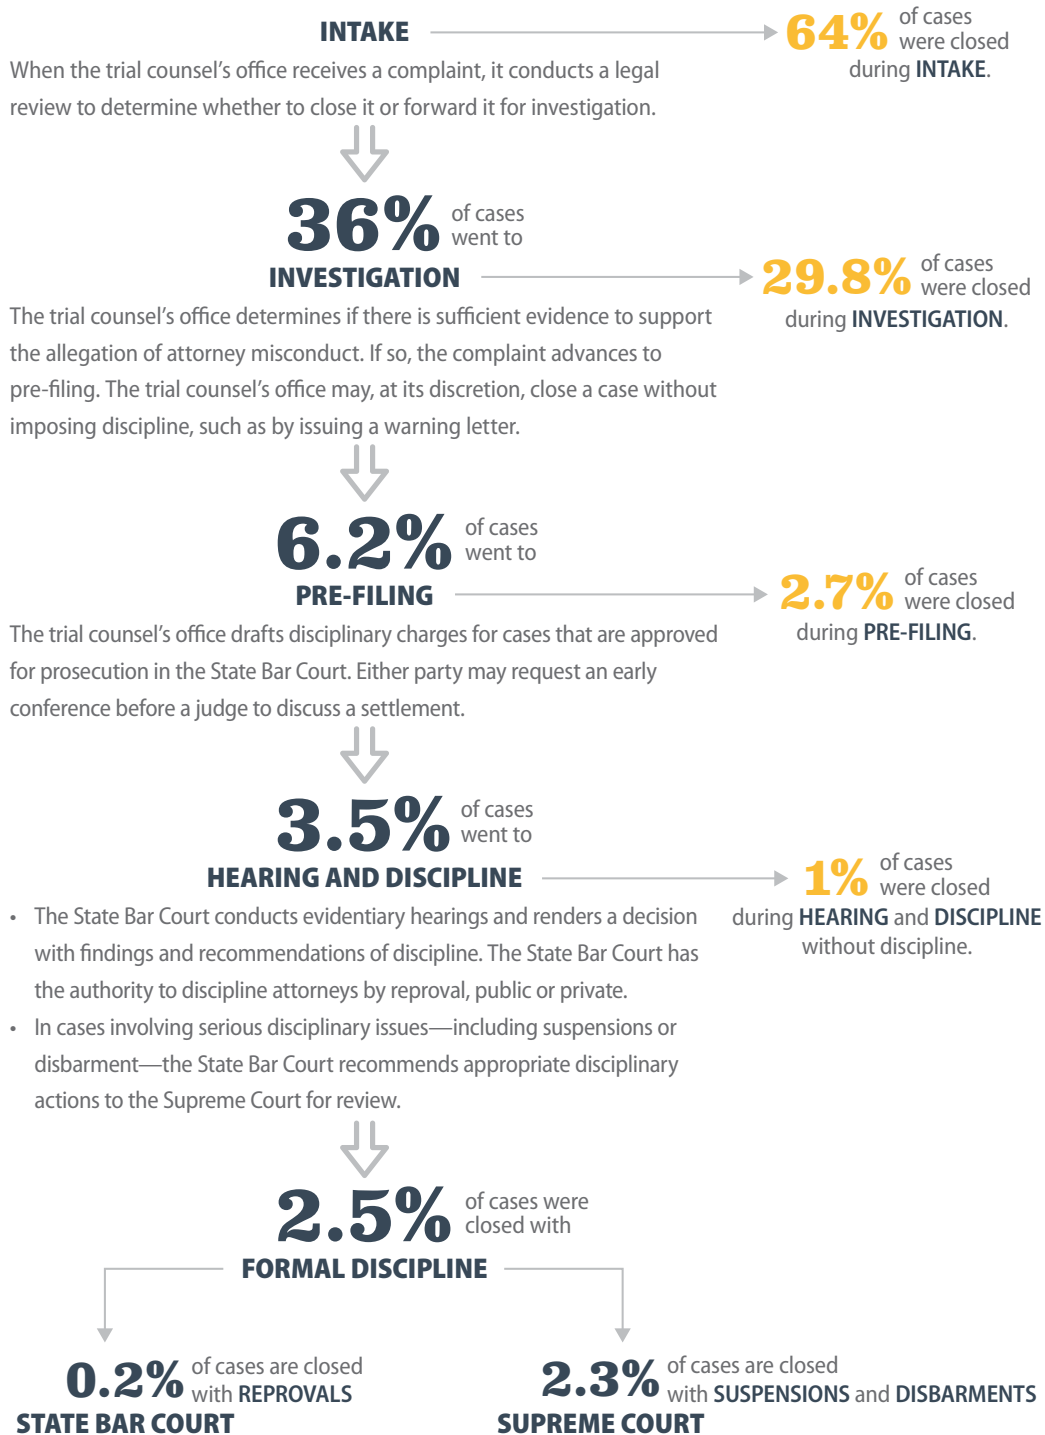 INTAKE
64% of cases
were closed
during INTAKE.
When the trial counsel's office receives a complaint, it conducts a legal
review to determine whether to close it or forward it for investigation.
36% of cases
went to
INVESTIGATION
29.8% of cases
were closed
during INVESTIGATION.
The trial counsel's office determines if there is sufficient evidence to support
the allegation of attorney misconduct. If so, the complaint advances to
pre-filing. The trial counsel's office may, at its discretion, close a case without
imposing discipline, such as by issuing a warning letter.
6.2% of cases
went to
PRE-FILING
2.7% of cases
were closed
during PRE-FILING.
The trial counsel's office drafts disciplinary charges for cases that are approved
for prosecution in the State Bar Court. Either party may request an early
conference before a judge to discuss a settlement.
3.5% of cases
went to
HEARING AND DISCIPLINE
1% of cases
were closed
during HEARING and DISCIPLINE
without discipline.
• The State Bar Court conducts evidentiary hearings and renders a decision
with findings and recommendations of discipline. The State Bar Court has
the authority to discipline attorneys by reproval, public or private.
• In cases involving serious disciplinary issues—including suspensions or
disbarment—the State Bar Court recommends appropriate disciplinary
actions to the Supreme Court for review.
2.5% of cases were
closed with
FORMAL DISCIPLINE
0.2% of cases are closed
with REPROVALS
STATE BAR COURT
2.3% of cases are closed
with SUSPENSIONS and DISBARMENTS
SUPREME COURT